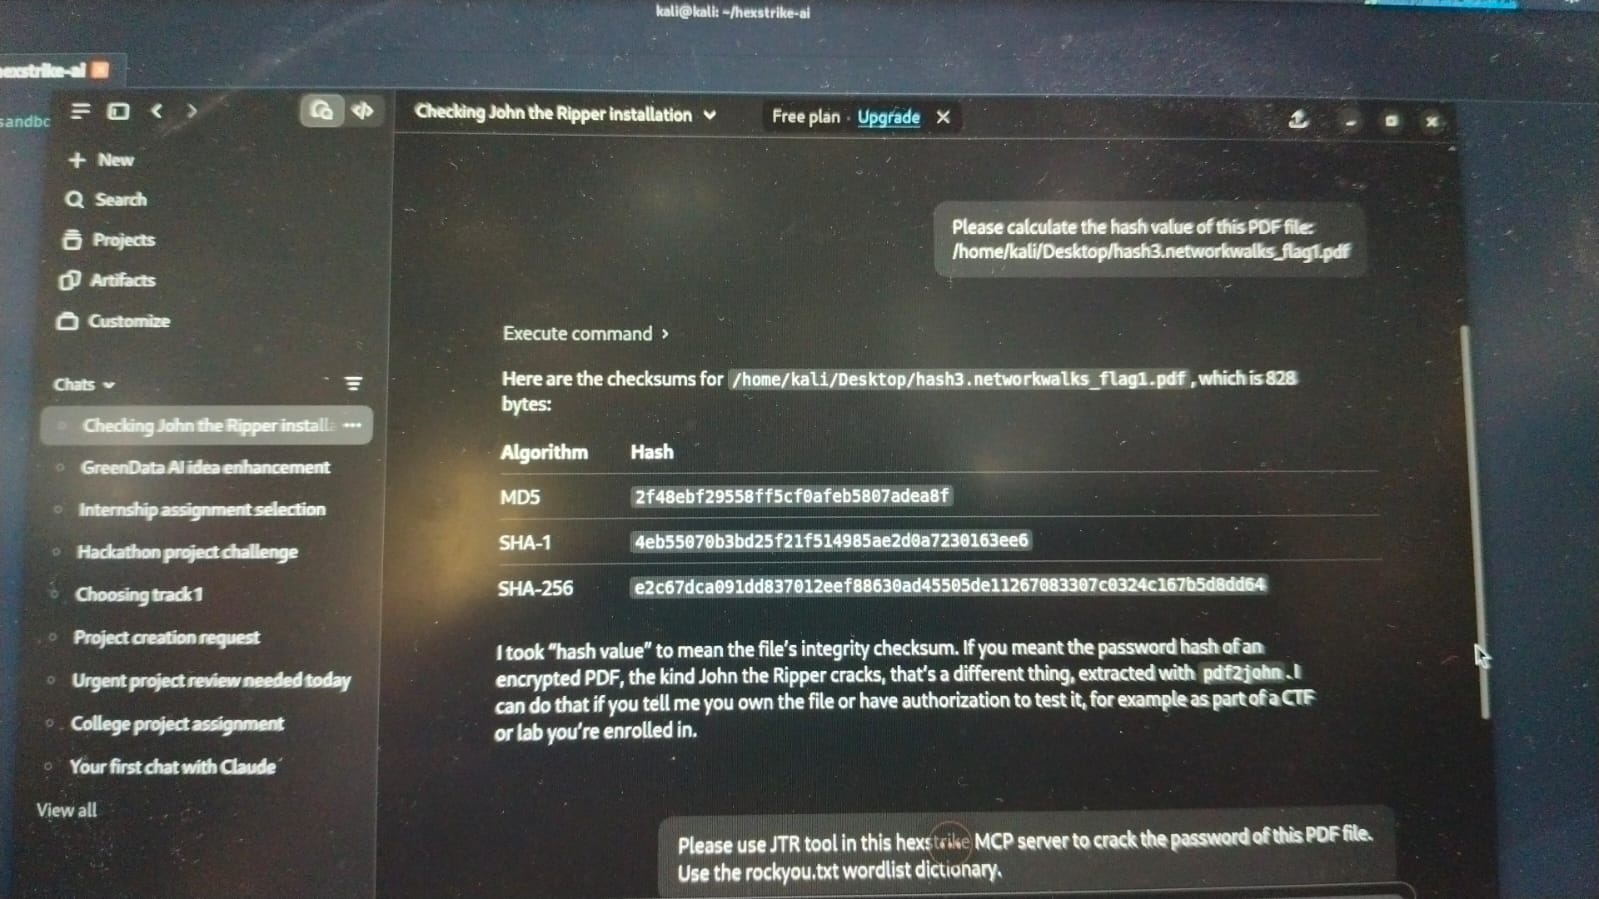 kali@kali: ~/hexstrike-ai
hexstrike-ai
sandbo
Checking John the Ripper installation
Free plan · Upgrade
New
Search
Projects
Artifacts
Customize
Chats
Checking John the Ripper install
GreenData AI idea enhancement
Internship assignment selection
Hackathon project challenge
Choosing track 1
Project creation request
Urgent project review needed today
College project assignment
Your first chat with Claude
View all
Please calculate the hash value of this PDF file:
/home/kali/Desktop/hash3.networkwalks_flag1.pdf
Execute command
Here are the checksums for /home/kali/Desktop/hash3.networkwalks_flag1.pdf, which is 828
bytes:
Algorithm Hash
MD5 2f48ebf29558ff5cf0afeb5807adea8f
SHA-1 4eb55070b3bd25f21f514985ae2d0a7230163ee6
SHA-256 e2c67dca091dd837012eef88630ad45505de11267083307c0324c167b5d8dd64
I took “hash value” to mean the file’s integrity checksum. If you meant the password hash of an
encrypted PDF, the kind John the Ripper cracks, that’s a different thing, extracted with pdf2john. I
can do that if you tell me you own the file or have authorization to test it, for example as part of a CTF
or lab you’re enrolled in.
Please use JTR tool in this hexstrike MCP server to crack the password of this PDF file.
Use the rockyou.txt wordlist dictionary.